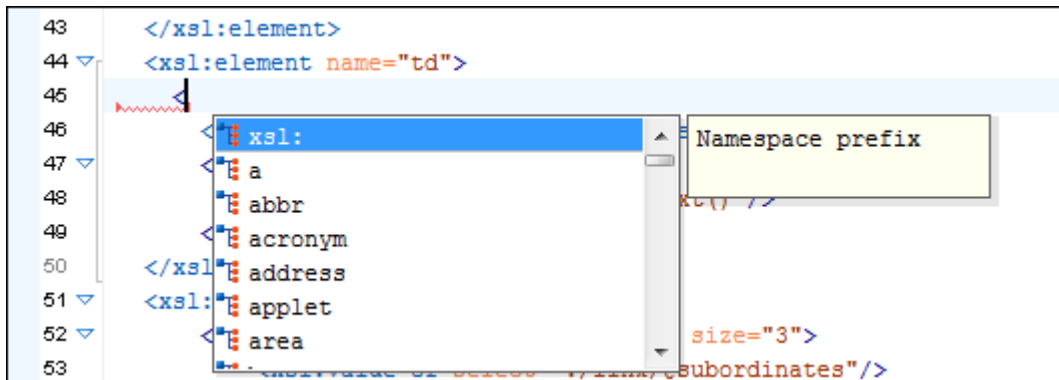 43 </xsl:element>
44 <xsl:element name="td">
45 <
46 < xsl: Namespace prefix
47 < a
48 abbr xt()"/>
49 < acronym
50 </xsl address
51 <xsl: applet
52 < area size="3">
53 subordinates"/>